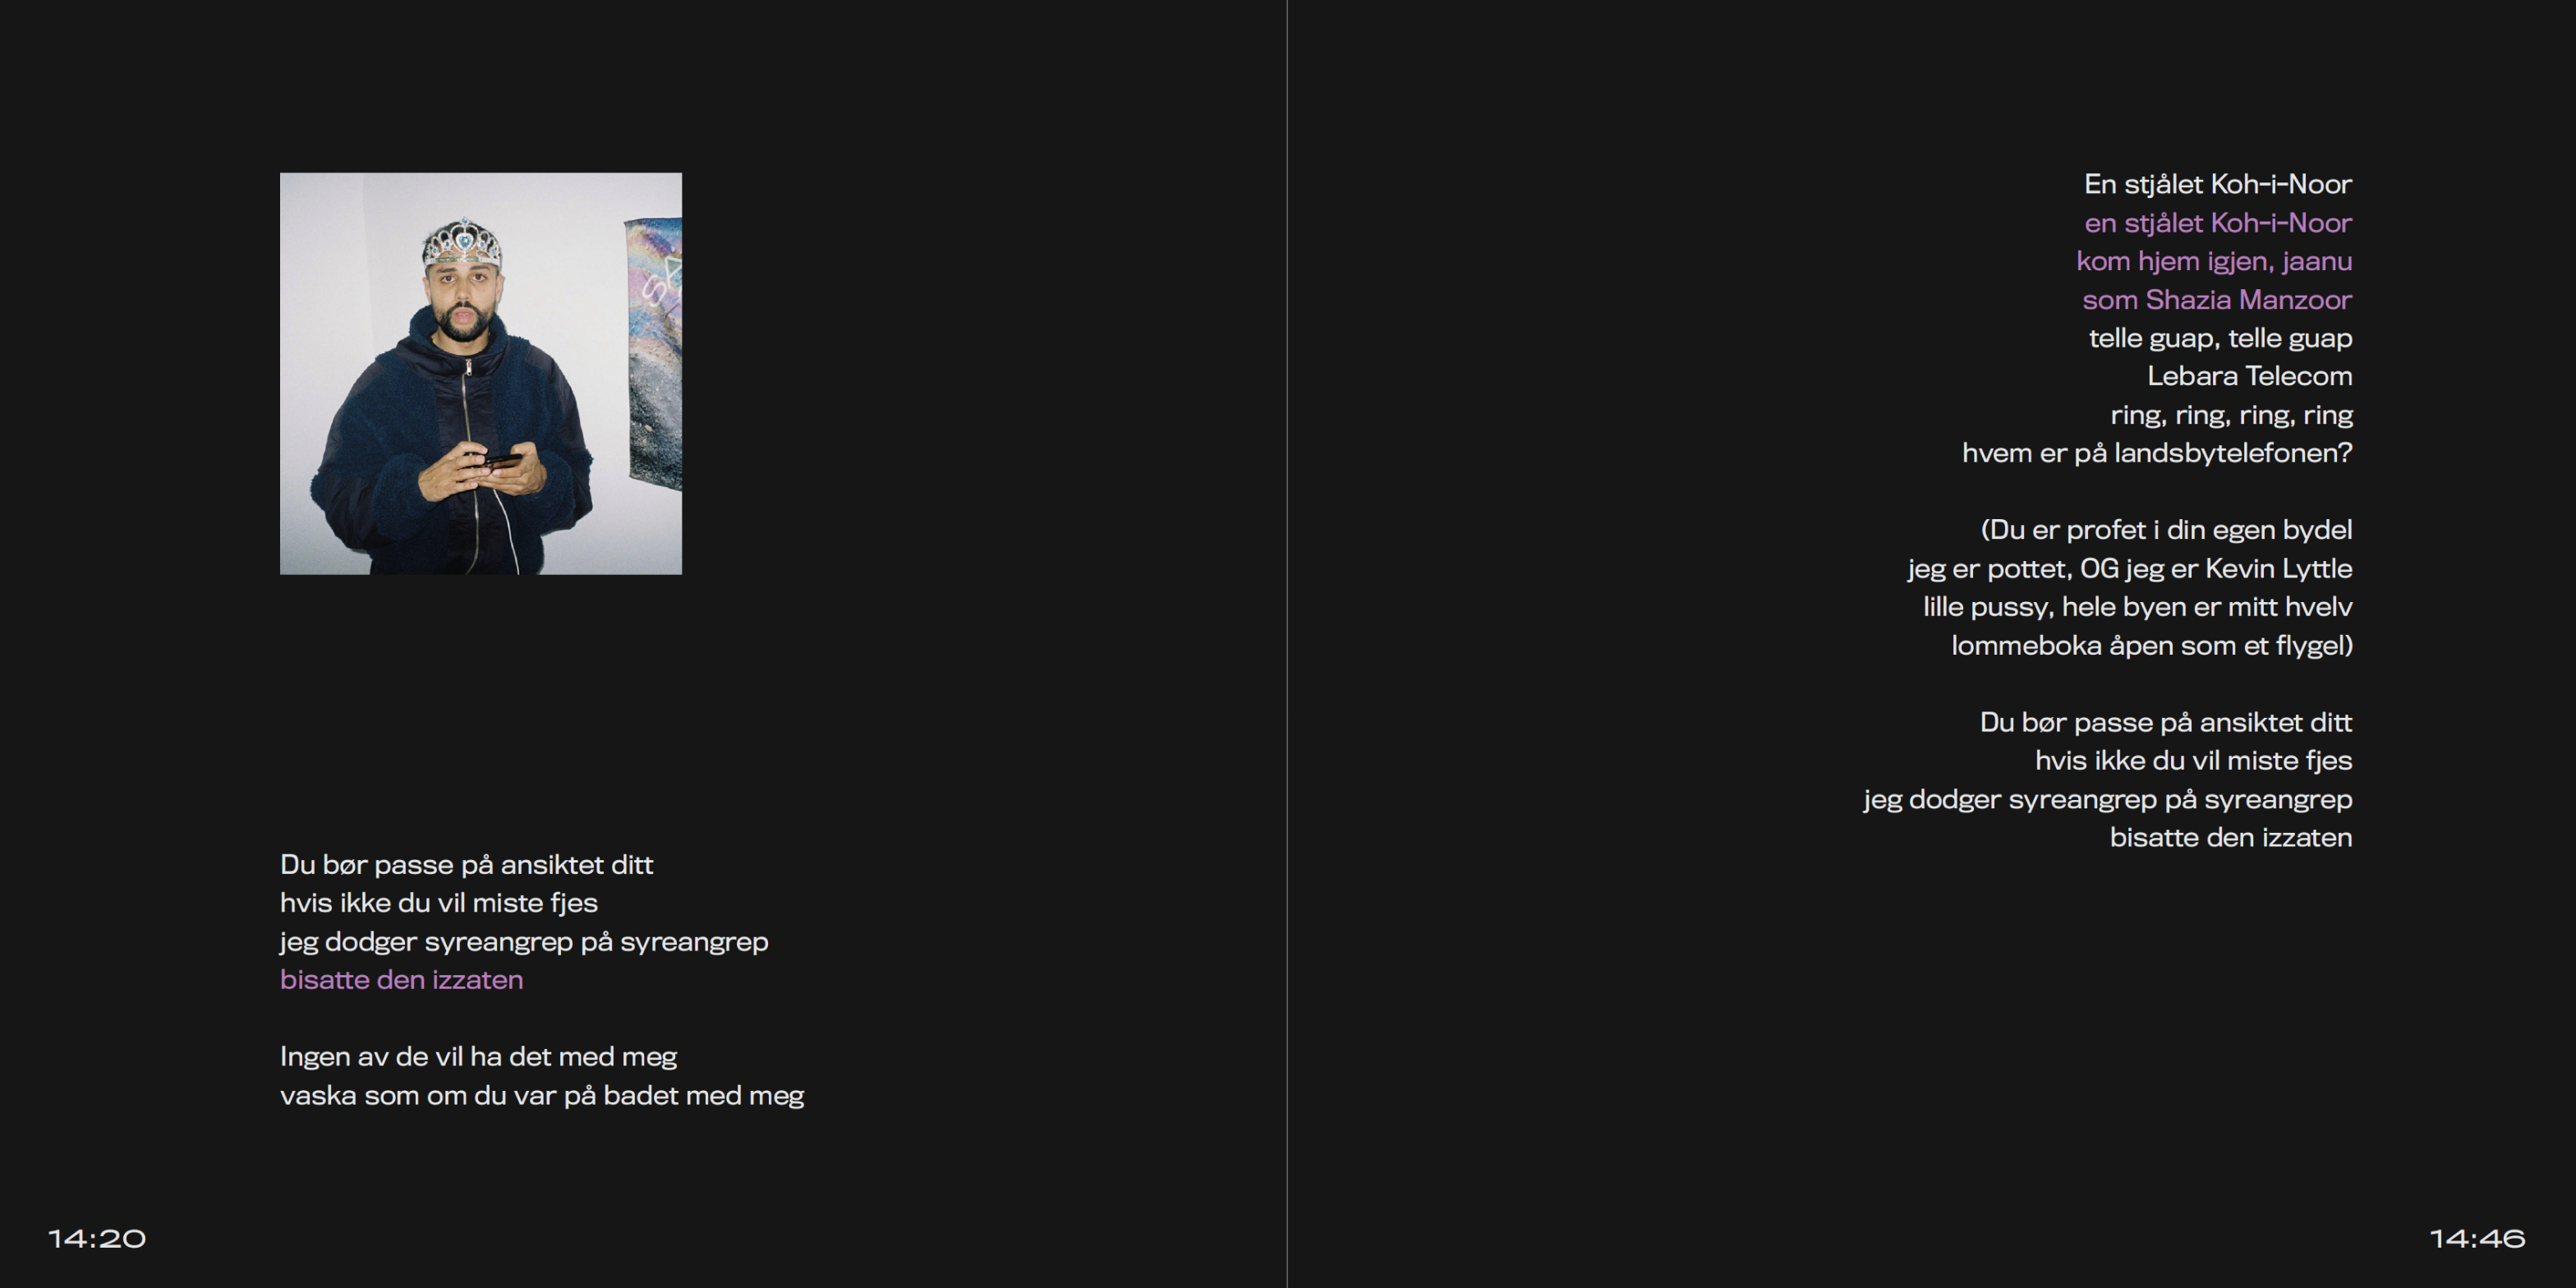 SA
Du bør passe på ansiktet ditt
hvis ikke du vil miste fjes
jeg dodger syreangrep på syreangrep
bisatte den izzaten
Ingen av de vil ha det med meg
vaska som om du var på badet med meg
14:20
En stjålet Koh-i-Noor
en stjålet Koh-i-Noor
kom hjem igjen, jaanu
som Shazia Manzoor
telle guap, telle guap
Lebara Telecom
ring, ring, ring, ring
hvem er på landsbytelefonen?
(Du er profet i din egen bydel
jeg er pottet, OG jeg er Kevin Lyttle
lille pussy, hele byen er mitt hvelv
lommeboka åpen som et flygel)
Du bør passe på ansiktet ditt
hvis ikke du vil miste fjes
jeg dodger syreangrep på syreangrep
bisatte den izzaten
14:46